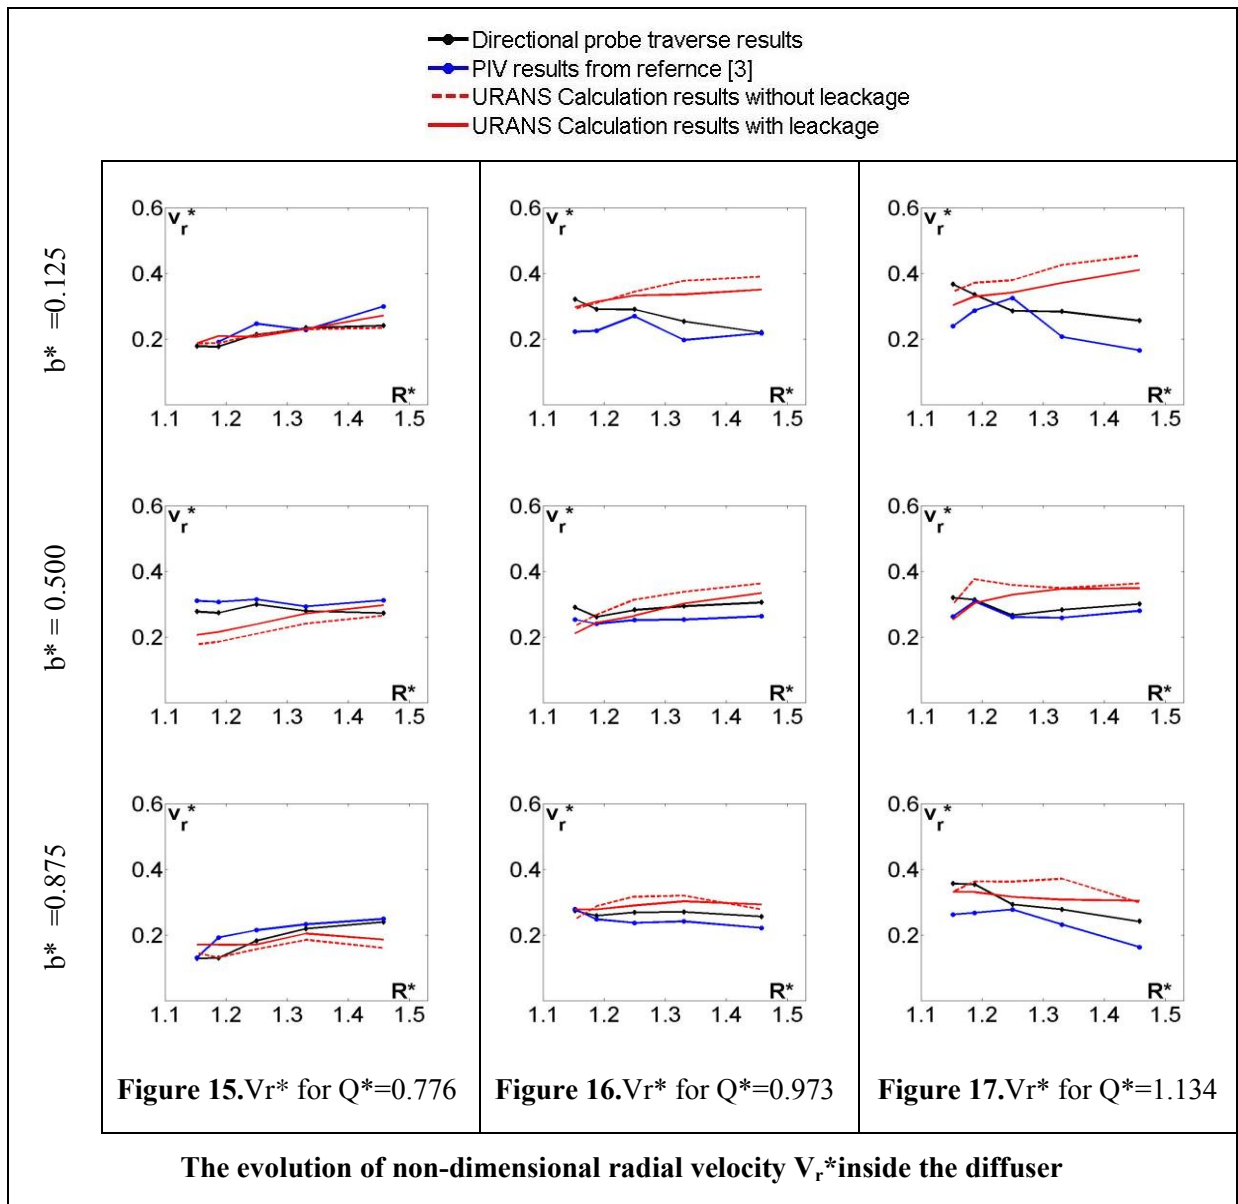 Directional probe traverse results
PIV results from refernce [3]
URANS Calculation results without leackage
URANS Calculation results with leackage
b* =0.125
0.6
0.4
0.2
vr*
R*
1.1 1.2 1.3 1.4 1.5
0.6
0.4
0.2
vr*
R*
1.1 1.2 1.3 1.4 1.5
0.6
0.4
0.2
vr*
R*
1.1 1.2 1.3 1.4 1.5
b* = 0.500
0.6
0.4
0.2
vr*
R*
1.1 1.2 1.3 1.4 1.5
0.6
0.4
0.2
vr*
R*
1.1 1.2 1.3 1.4 1.5
0.6
0.4
0.2
vr*
R*
1.1 1.2 1.3 1.4 1.5
b* =0.875
0.6
0.4
0.2
vr*
R*
1.1 1.2 1.3 1.4 1.5
0.6
0.4
0.2
vr*
R*
1.1 1.2 1.3 1.4 1.5
0.6
0.4
0.2
vr*
R*
1.1 1.2 1.3 1.4 1.5
Figure 15.Vr* for Q*=0.776
Figure 16.Vr* for Q*=0.973
Figure 17.Vr* for Q*=1.134
The evolution of non-dimensional radial velocity Vr*inside the diffuser